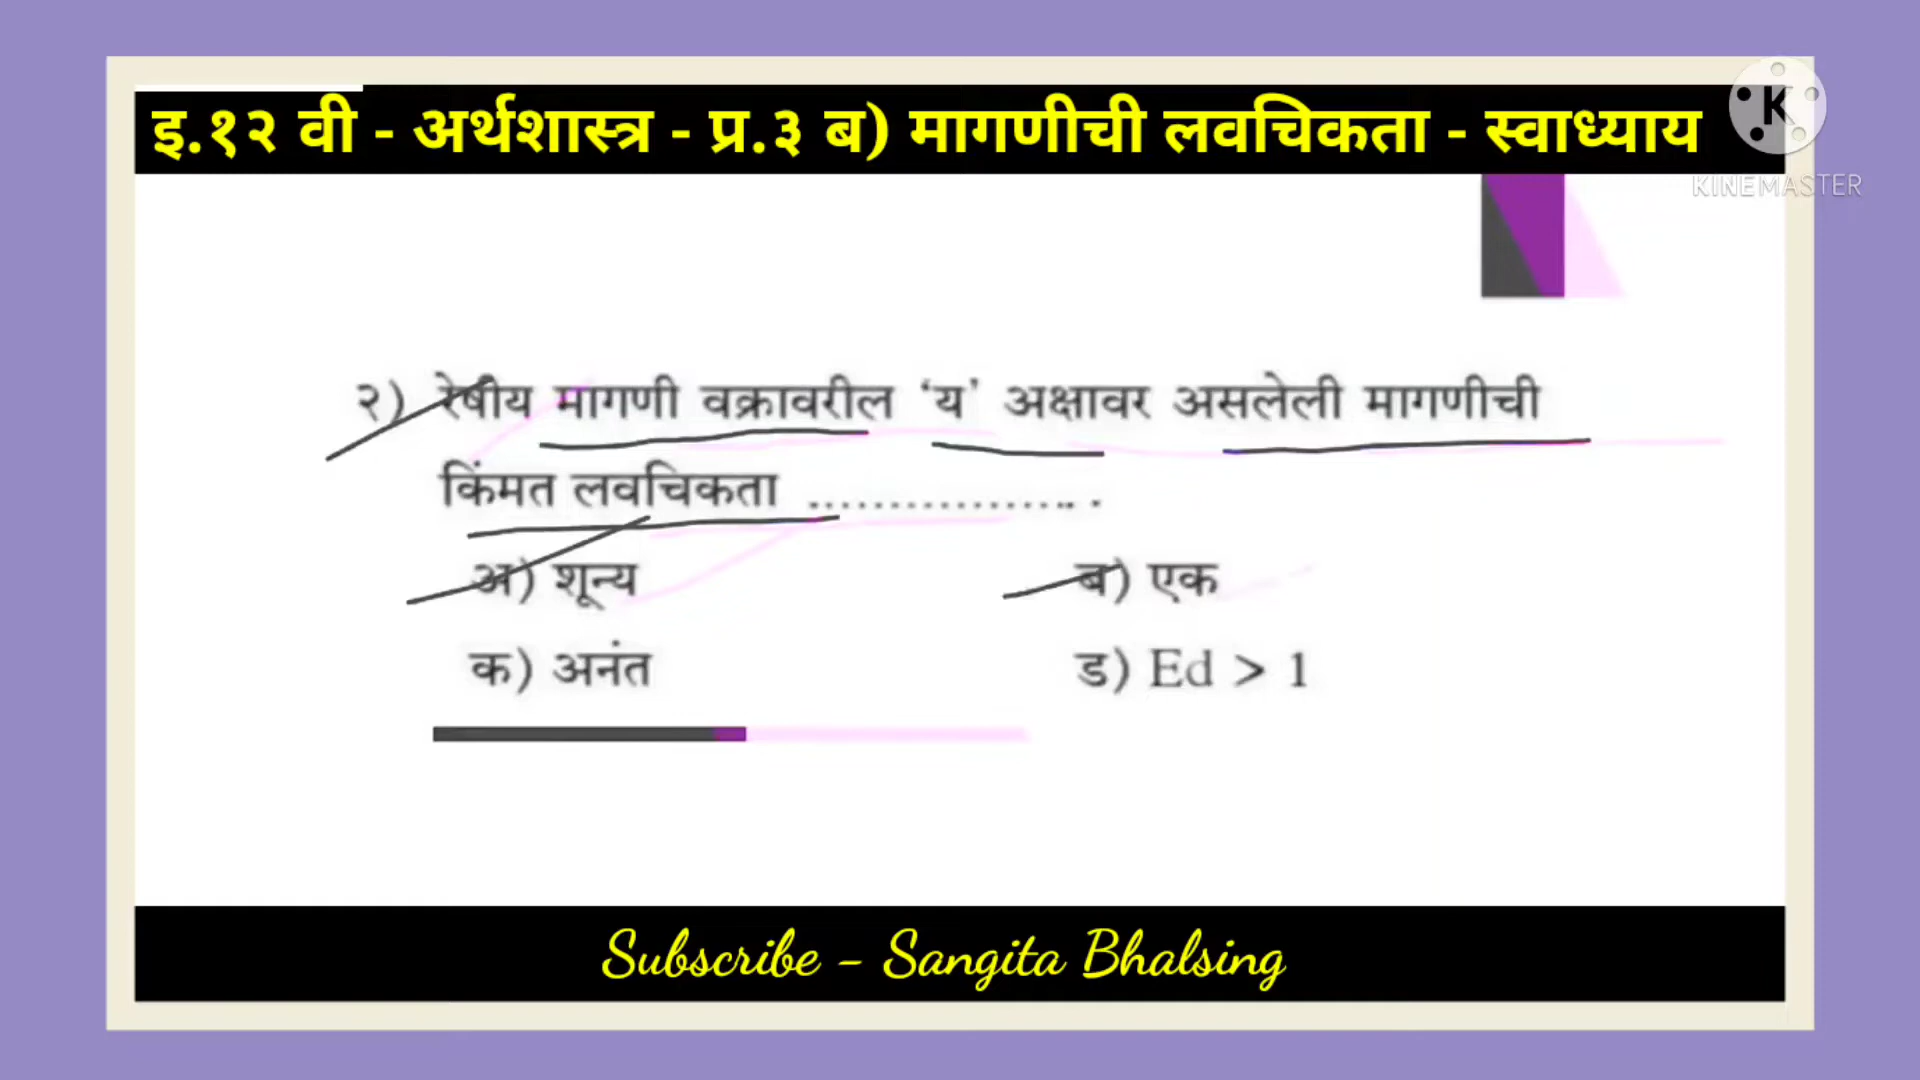 इ.१२ वी - अर्थशास्त्र - प्र.३ ब) मागणीची लवचिकता - स्वाध्याय
K
KINEMASTER
२) रेषीय मागणी वक्रावरील ‘य’ अक्षावर असलेली मागणीची
किंमत लवचिकता .................. .
अ) शून्य ब) एक
क) अनंत ड) Ed > 1
Subscribe - Sangita Bhalsing